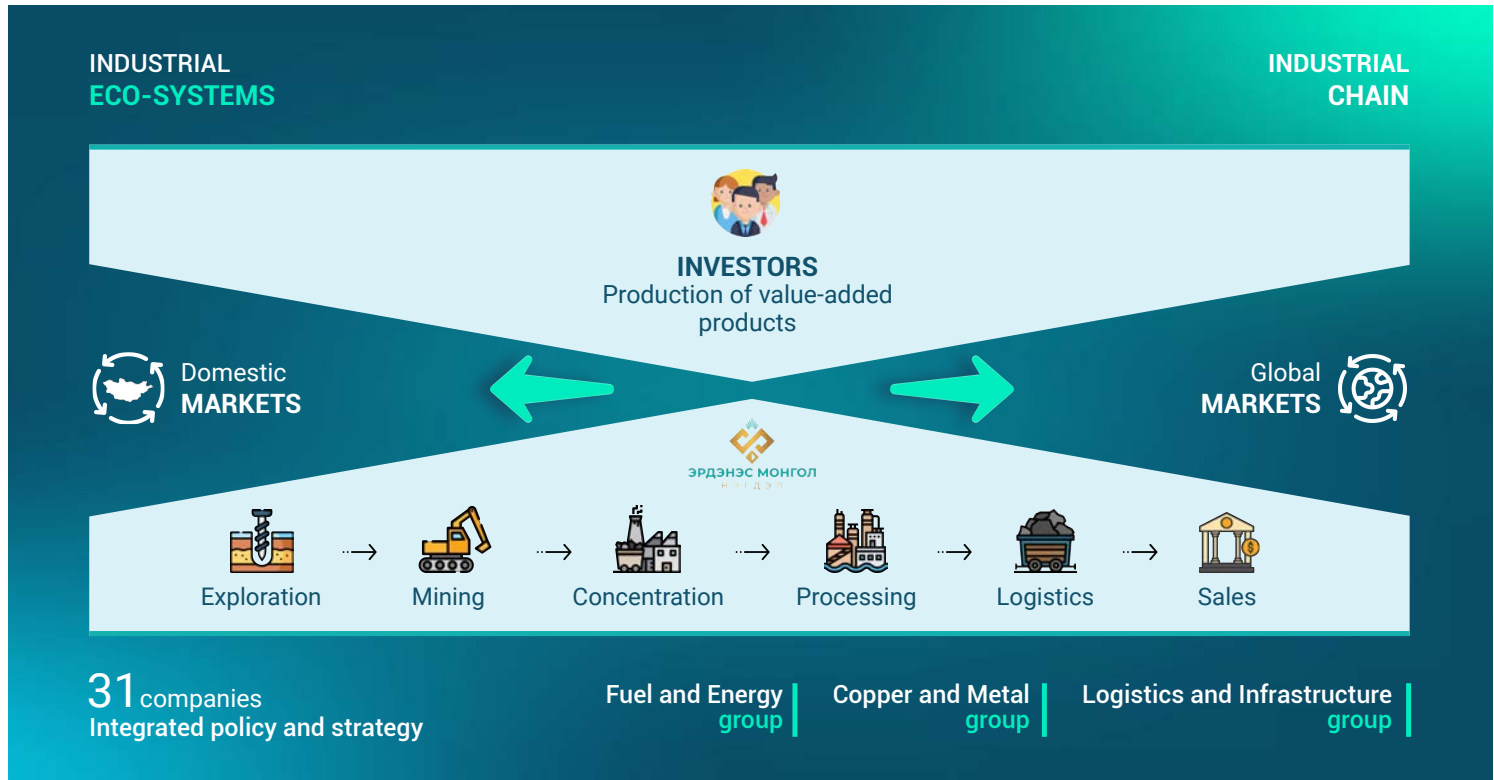 INDUSTRIAL
ECO-SYSTEMS
INDUSTRIAL
CHAIN
INVESTORS
Production of value-added
products
Domestic
MARKETS
Global
MARKETS
ЭРДЭНЭС МОНГОЛ
НЭГДЭЛ
Exploration
Mining
Concentration
Processing
Logistics
Sales
31 companies
Integrated policy and strategy
Fuel and Energy
group
Copper and Metal
group
Logistics and Infrastructure
group